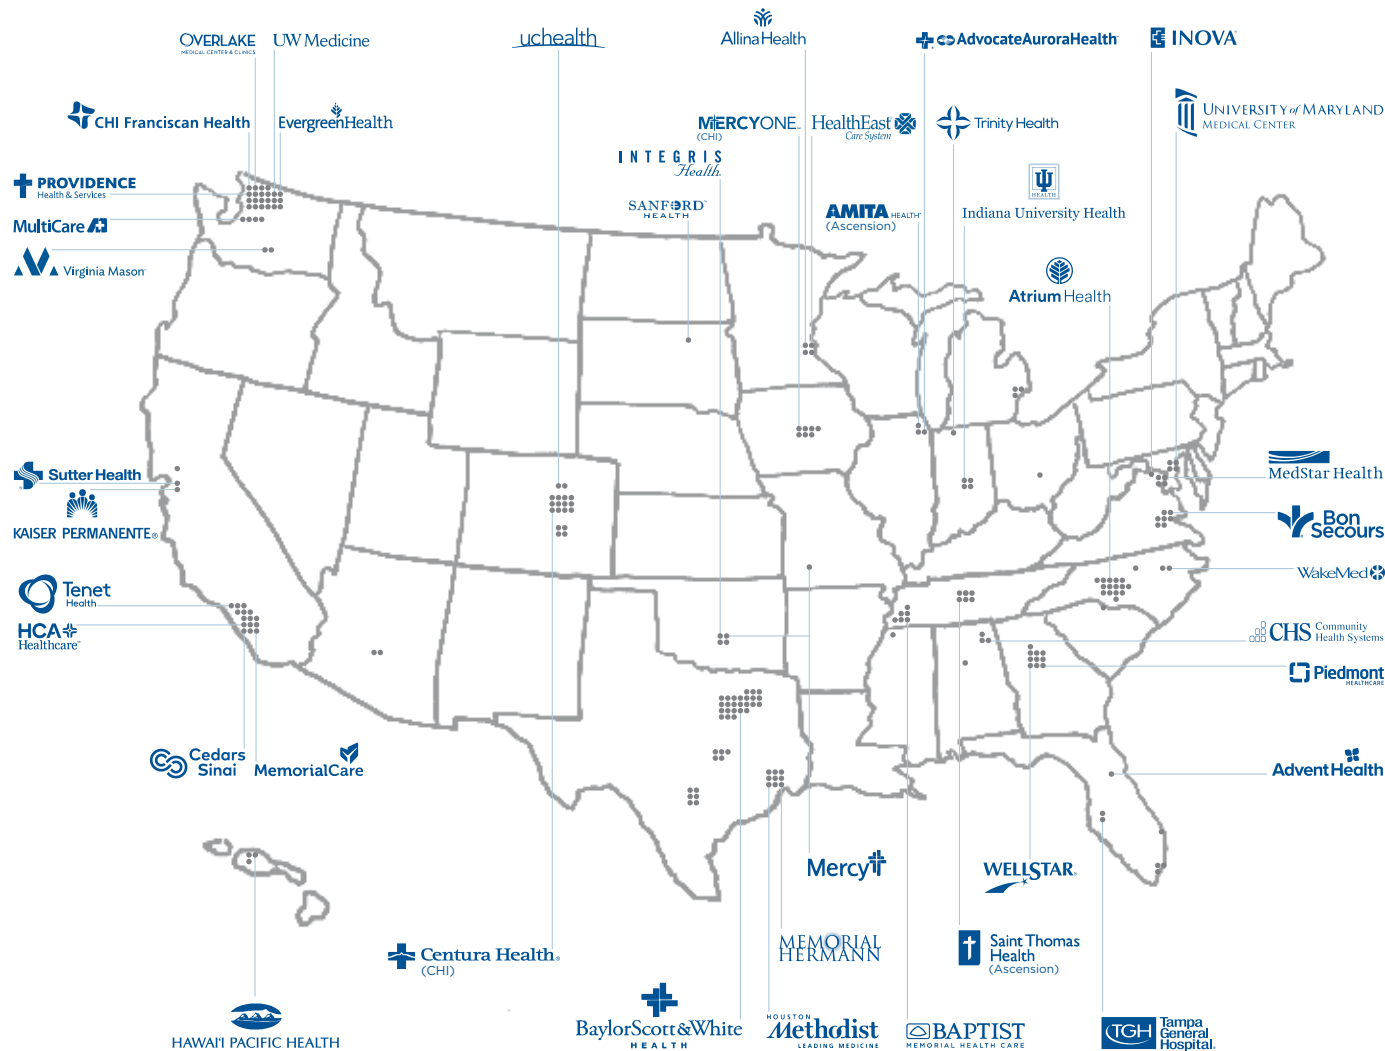 OVERLAKE
MEDICAL CENTER & CLINICS
UW Medicine
uchealth
Allina Health
AdvocateAuroraHealth
INOVA
CHI Franciscan Health
EvergreenHealth
MERCYONE
(CHI)
HealthEast
Care System
Trinity Health
UNIVERSITY of MARYLAND
MEDICAL CENTER
INTEGRIS
Health
PROVIDENCE
Health & Services
SANFORD
HEALTH
AMITA HEALTH
(Ascension)
HEALTH
Indiana University Health
MultiCare
Virginia Mason
Atrium Health
Sutter Health
MedStar Health
KAISER PERMANENTE®
Bon
Secours
WakeMed
Tenet
Health
HCA
Healthcare™
CHS Community
Health Systems
Piedmont
HEALTHCARE
Cedars
Sinai
MemorialCare
AdventHealth
Mercy
WELLSTAR
MEMORIAL
HERMANN
Centura Health
(CHI)
Saint Thomas
Health
(Ascension)
HAWAI'I PACIFIC HEALTH
BaylorScott&White
HEALTH
HOUSTON
Methodist
LEADING MEDICINE
BAPTIST
MEMORIAL HEALTH CARE
TGH
Tampa
General
Hospital